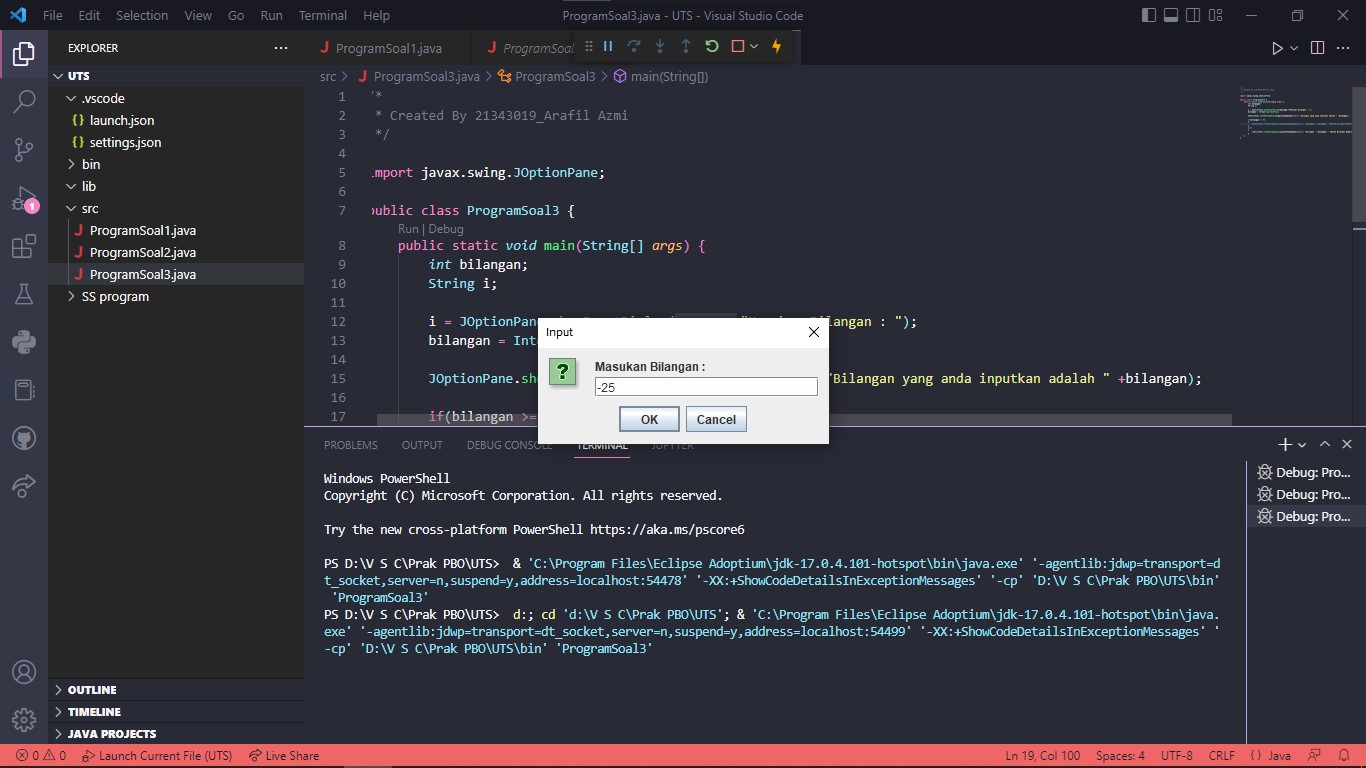 File Edit Selection View Go Run Terminal Help
ProgramSoal3.java - UTS - Visual Studio Code
EXPLORER
UTS
.vscode
{} launch.json
{} settings.json
bin
lib
src
J ProgramSoal1.java
J ProgramSoal2.java
J ProgramSoal3.java
SS program
OUTLINE
TIMELINE
JAVA PROJECTS
1
J ProgramSoal1.java J ProgramSoal
src > J ProgramSoal3.java > ProgramSoal3 > main(String[])
1 /*
2 * Created By 21343019_Arafil Azmi
3 */
4
5 import javax.swing.JOptionPane;
6
7 public class ProgramSoal3 {
Run | Debug
8 public static void main(String[] args) {
9 int bilangan;
10 String i;
11
12 i = JOptionPan ilangan : ");
13 bilangan = Int
14
15 JOptionPane.sh "Bilangan yang anda inputkan adalah " +bilangan);
16
17 if(bilangan >=
Input
Masukan Bilangan :
?
-25
OK Cancel
PROBLEMS OUTPUT DEBUG CONSOLE TERMINAL JUPYTER
Windows PowerShell
Copyright (C) Microsoft Corporation. All rights reserved.
Try the new cross-platform PowerShell https://aka.ms/pscore6
PS D:\V S C\Prak PBO\UTS> & 'C:\Program Files\Eclipse Adoptium\jdk-17.0.4.101-hotspot\bin\java.exe' '-agentlib:jdwp=transport=d
t_socket,server=n,suspend=y,address=localhost:54478' '-XX:+ShowCodeDetailsInExceptionMessages' '-cp' 'D:\V S C\Prak PBO\UTS\bin'
'ProgramSoal3'
PS D:\V S C\Prak PBO\UTS> d:; cd 'd:\V S C\Prak PBO\UTS'; & 'C:\Program Files\Eclipse Adoptium\jdk-17.0.4.101-hotspot\bin\java.
exe' '-agentlib:jdwp=transport=dt_socket,server=n,suspend=y,address=localhost:54499' '-XX:+ShowCodeDetailsInExceptionMessages' '
-cp' 'D:\V S C\Prak PBO\UTS\bin' 'ProgramSoal3'
Debug: Pro...
Debug: Pro...
Debug: Pro...
0 0 Launch Current File (UTS) Live Share
Ln 19, Col 100 Spaces: 4 UTF-8 CRLF {} Java